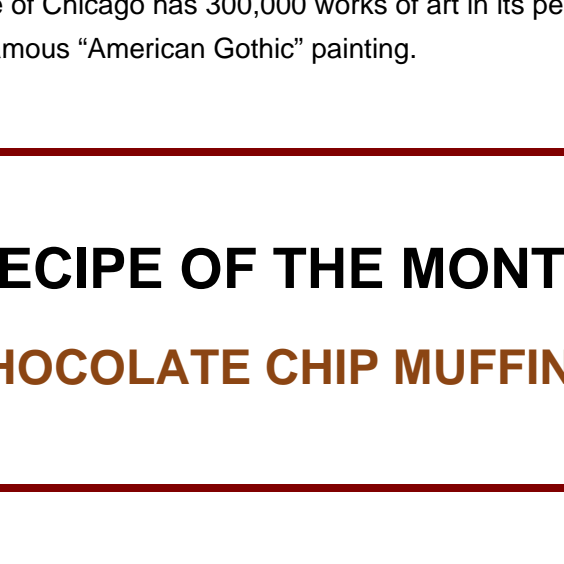 e of Chicago has 300,000 works of art in its pe
amous “American Gothic” painting.
ECIPE OF THE MONT
HOCOLATE CHIP MUFFIN